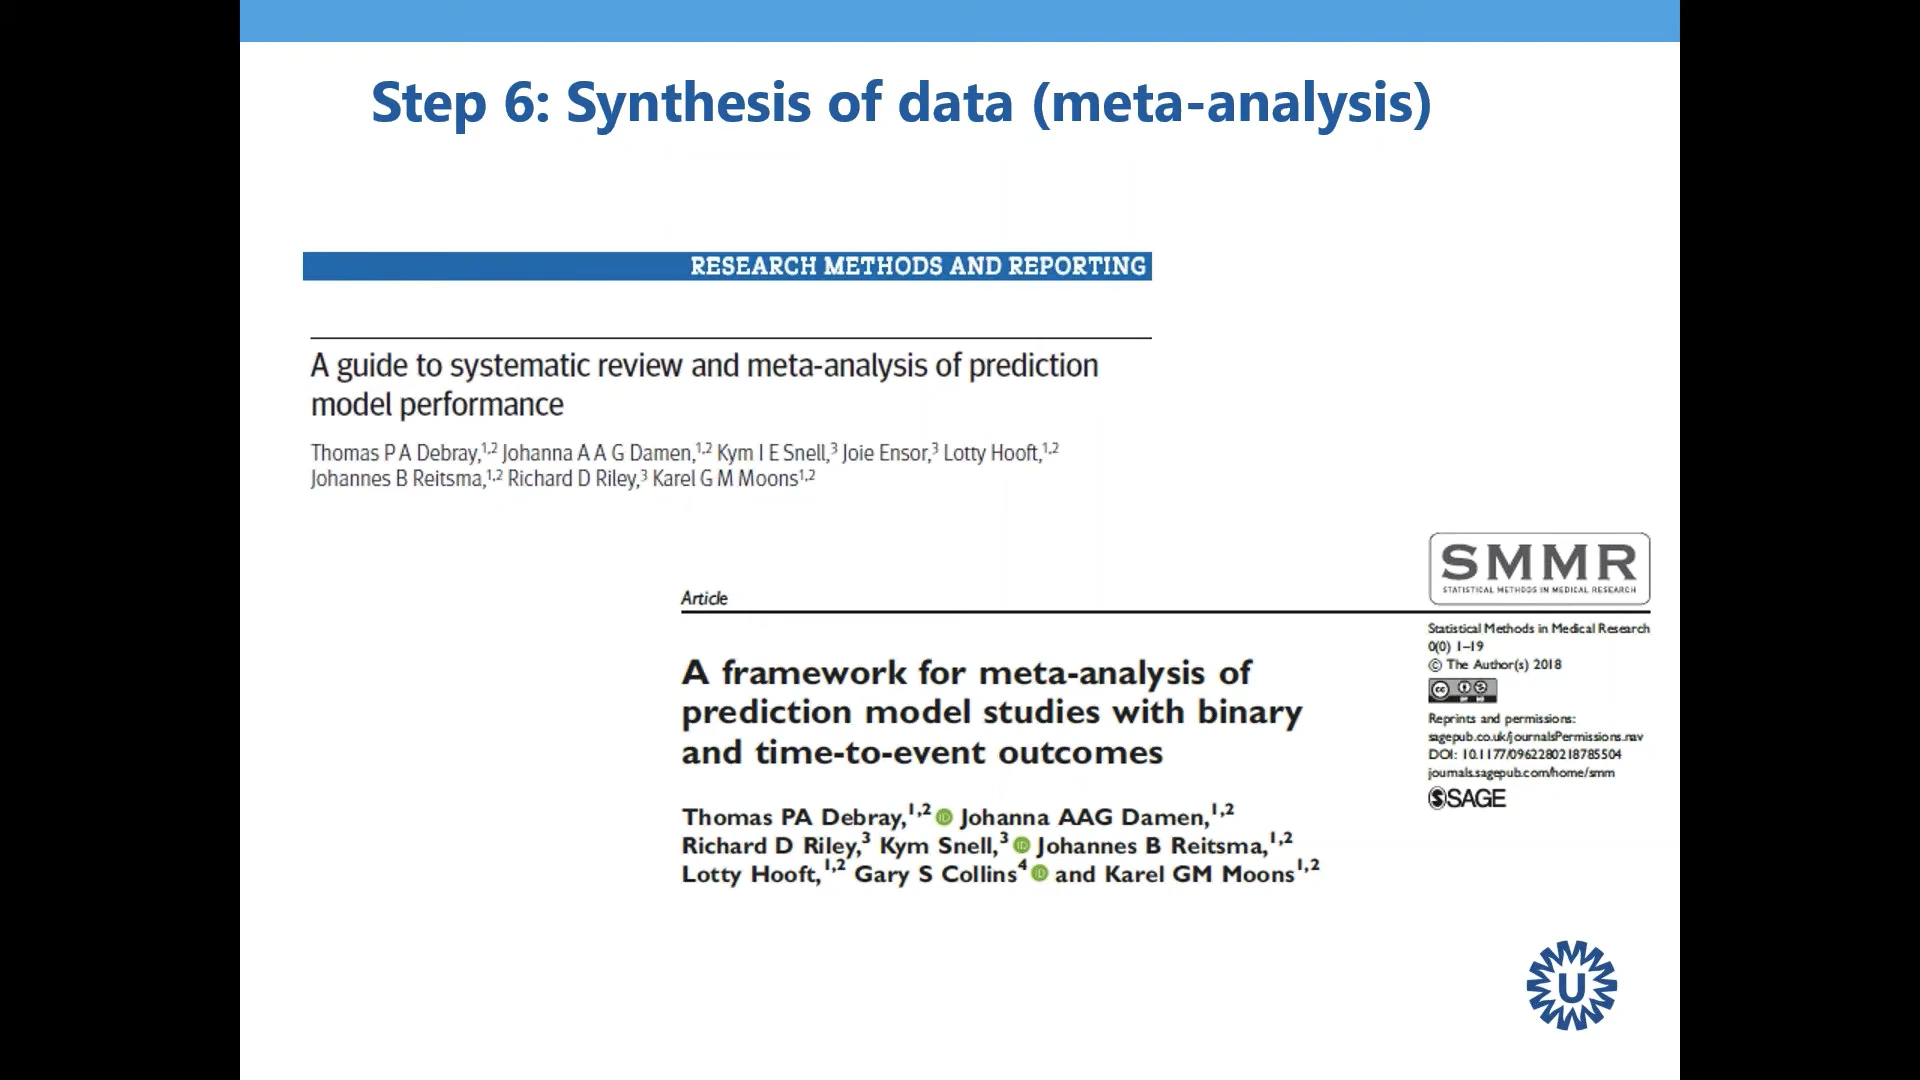 Step 6: Synthesis of data (meta-analysis)
RESEARCH METHODS AND REPORTING
A guide to systematic review and meta-analysis of prediction
model performance
Thomas P A Debray,1,2 Johanna A A G Damen,1,2 Kym I E Snell,3 Joie Ensor,3 Lotty Hooft,1,2
Johannes B Reitsma,1,2 Richard D Riley,3 Karel G M Moons1,2
SMMR
STATISTICAL METHODS IN MEDICAL RESEARCH
Article
A framework for meta-analysis of
prediction model studies with binary
and time-to-event outcomes
Thomas PA Debray,1,2 iD Johanna AAG Damen,1,2
Richard D Riley,3 Kym Snell,3 iD Johannes B Reitsma,1,2
Lotty Hooft,1,2 Gary S Collins4 iD and Karel GM Moons1,2
Statistical Methods in Medical Research
0(0) 1–19
© The Author(s) 2018
cc
Reprints and permissions:
sagepub.co.uk/journalsPermissions.nav
DOI: 10.1177/0962280218785504
journals.sagepub.com/home/smm
SSAGE
U